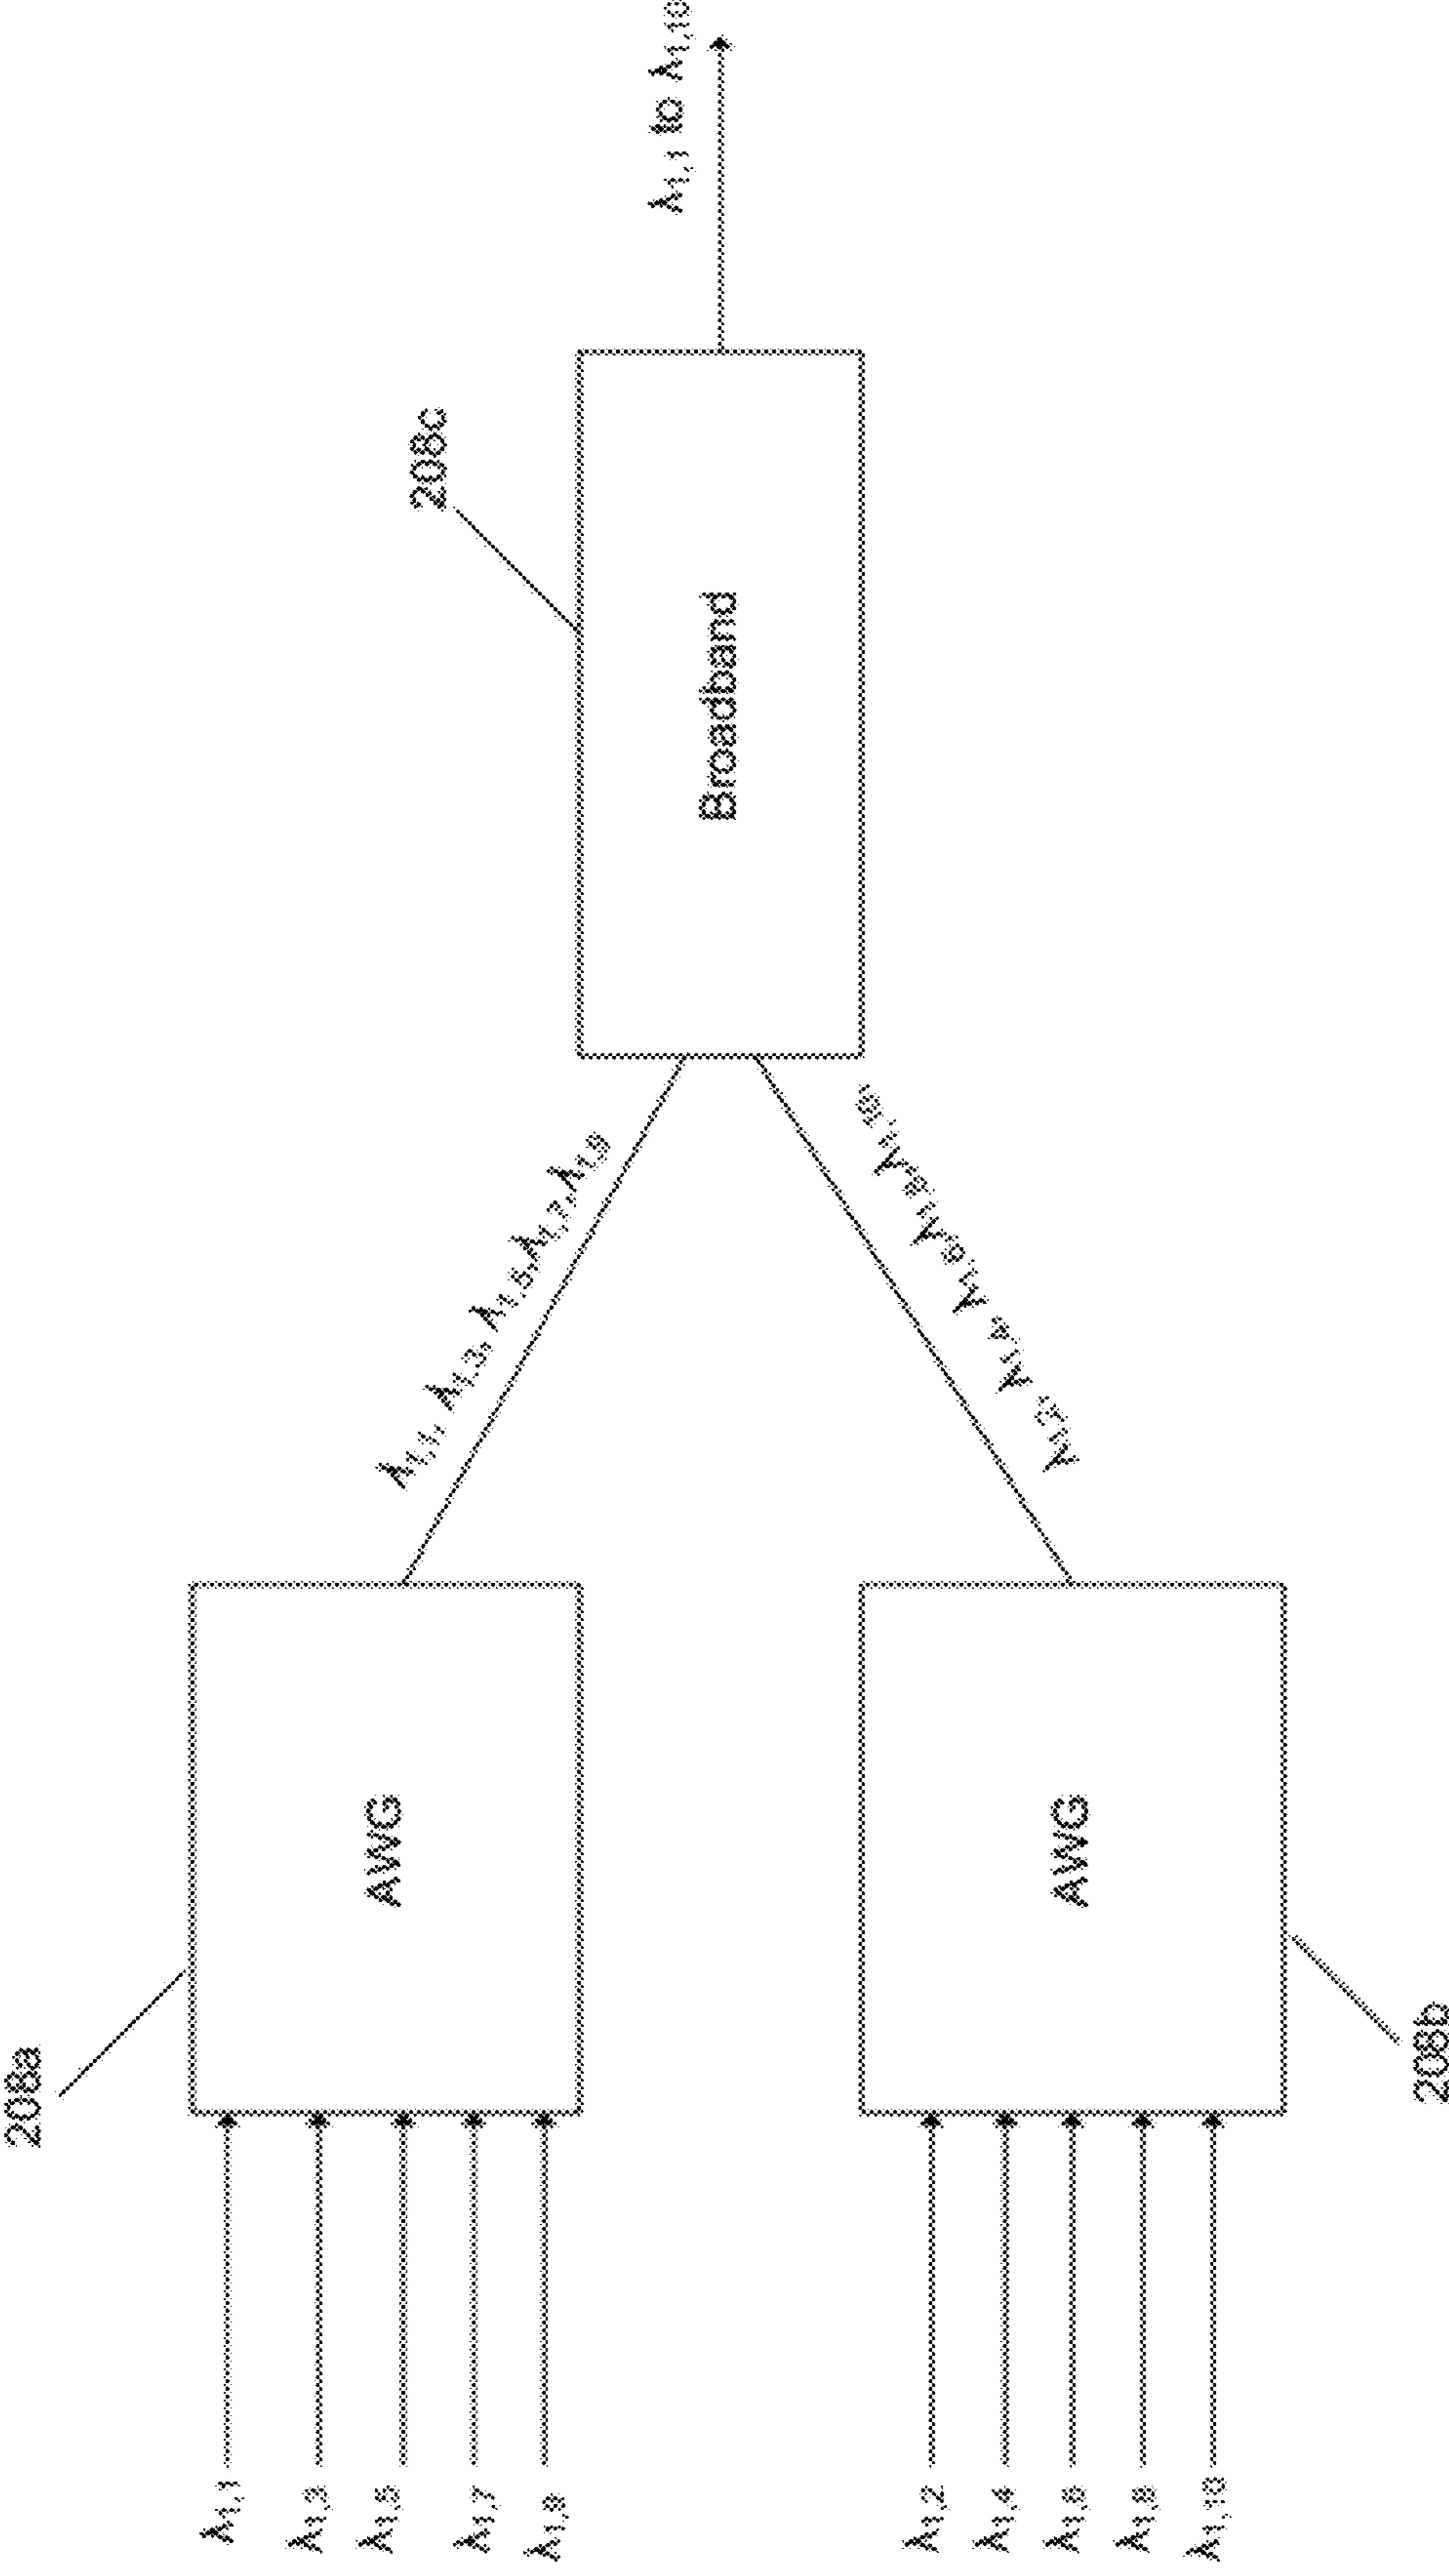 208a
λ1,1
λ1,3
λ1,5
λ1,7
λ1,9
AWG
λ1,1, λ1,3, λ1,5,λ1,7,λ1,9
208c
Broadband
λ1,1 to λ1,10
λ1,2
λ1,4
λ1,6
λ1,8
λ1,10
AWG
λ1,2, λ1,4, λ1,6,λ1,8,λ1,10,
208b